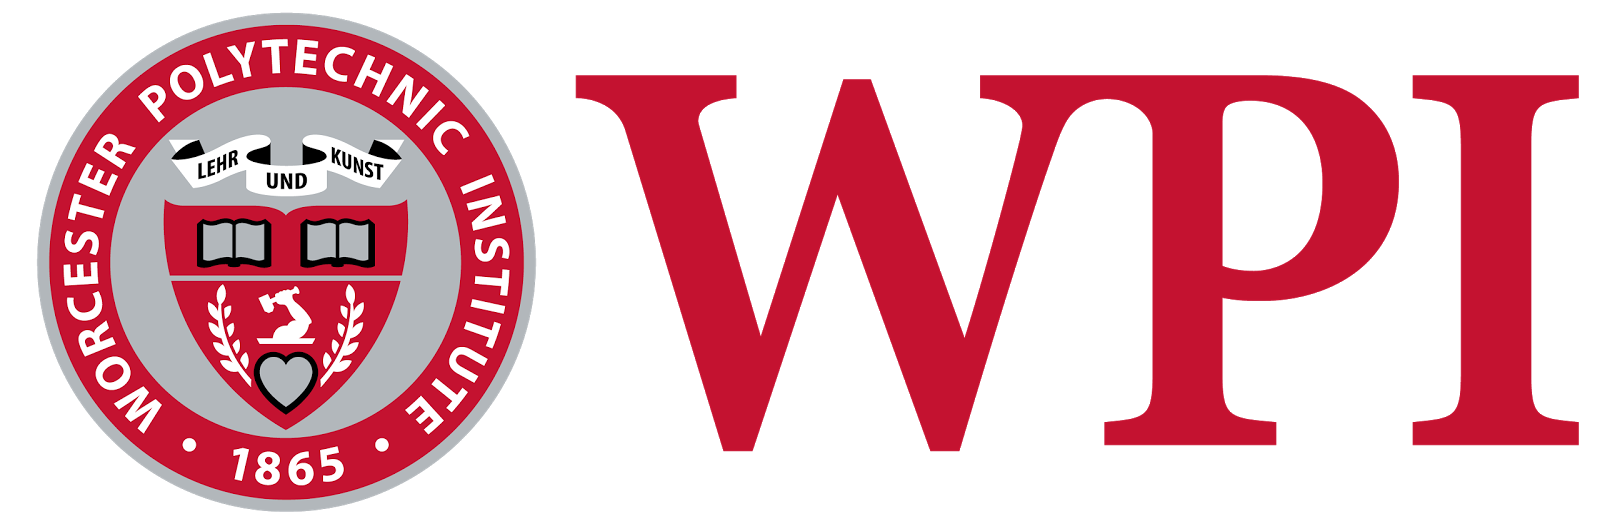 WORCESTER POLYTECHNIC INSTITUTE
LEHR UND KUNST
· 1865 ·
WPI